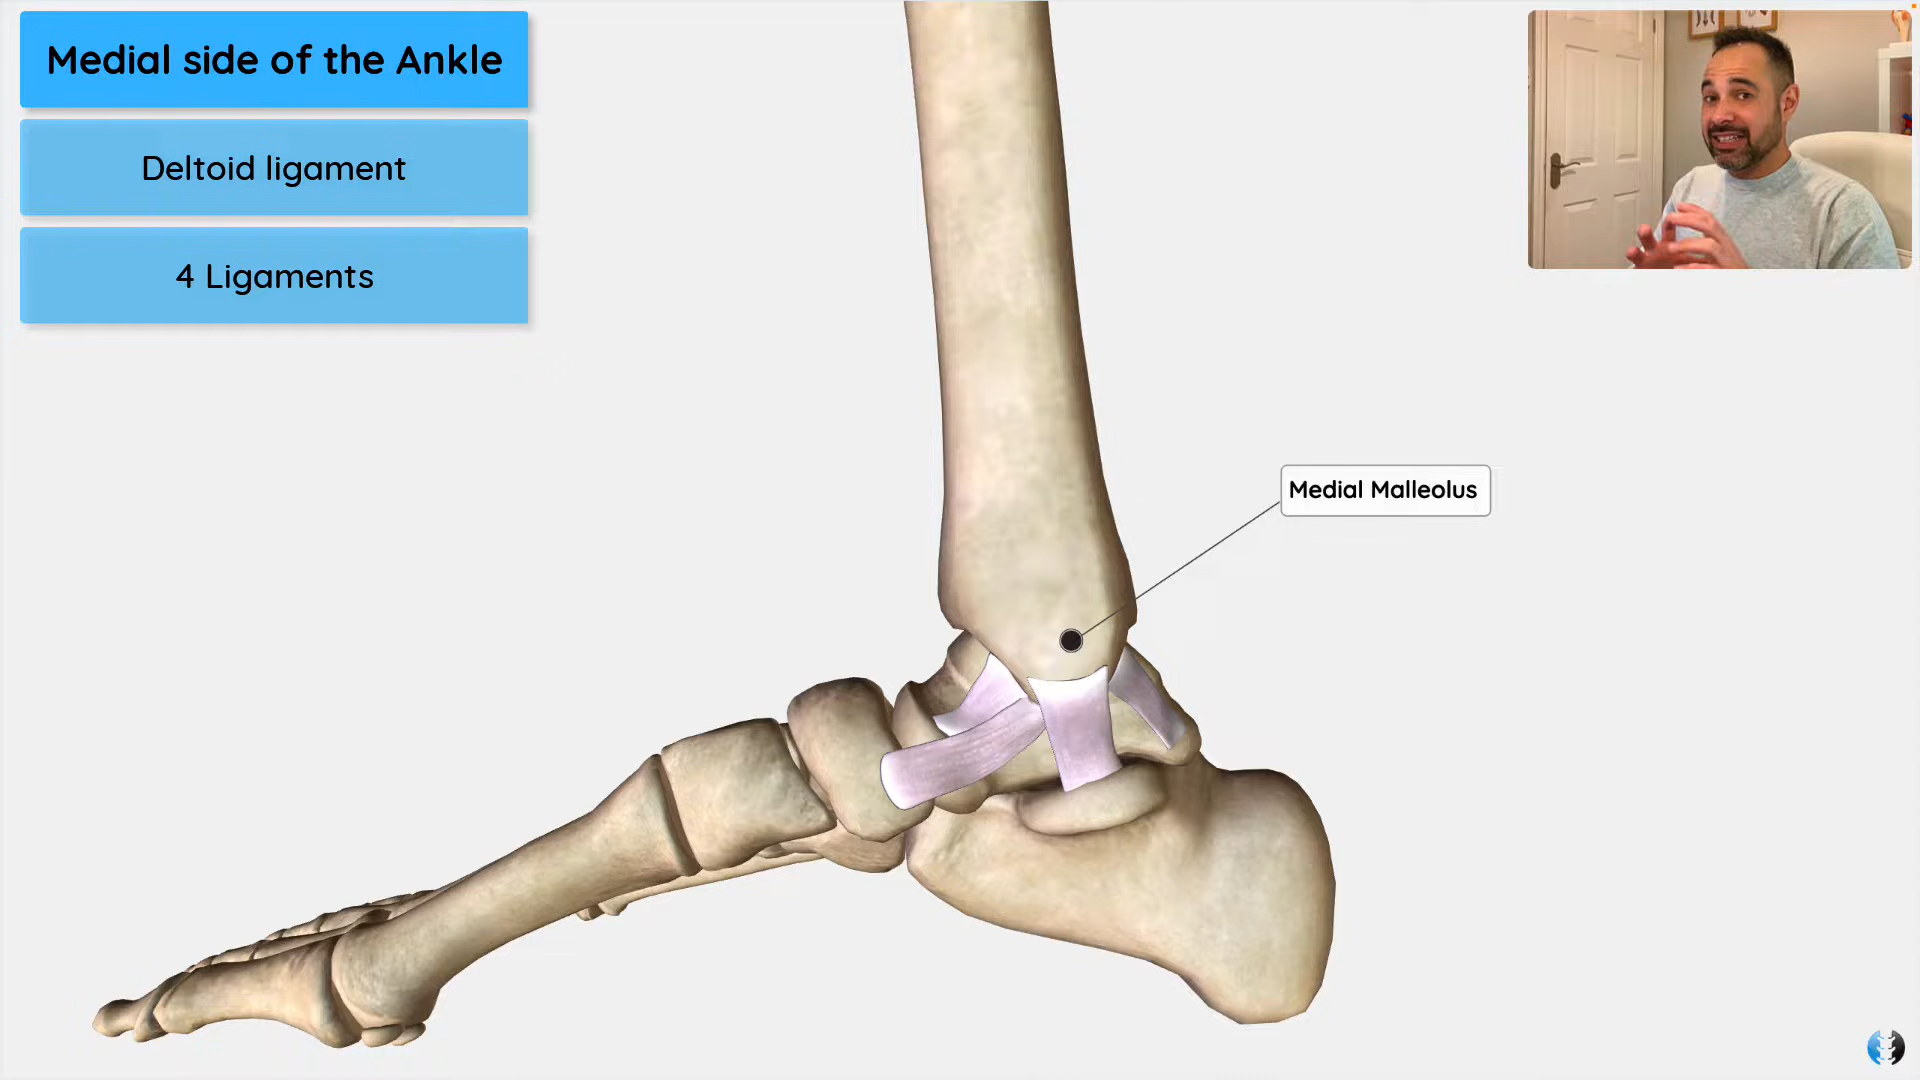 Medial side of the Ankle
Deltoid ligament
4 Ligaments
Medial Malleolus